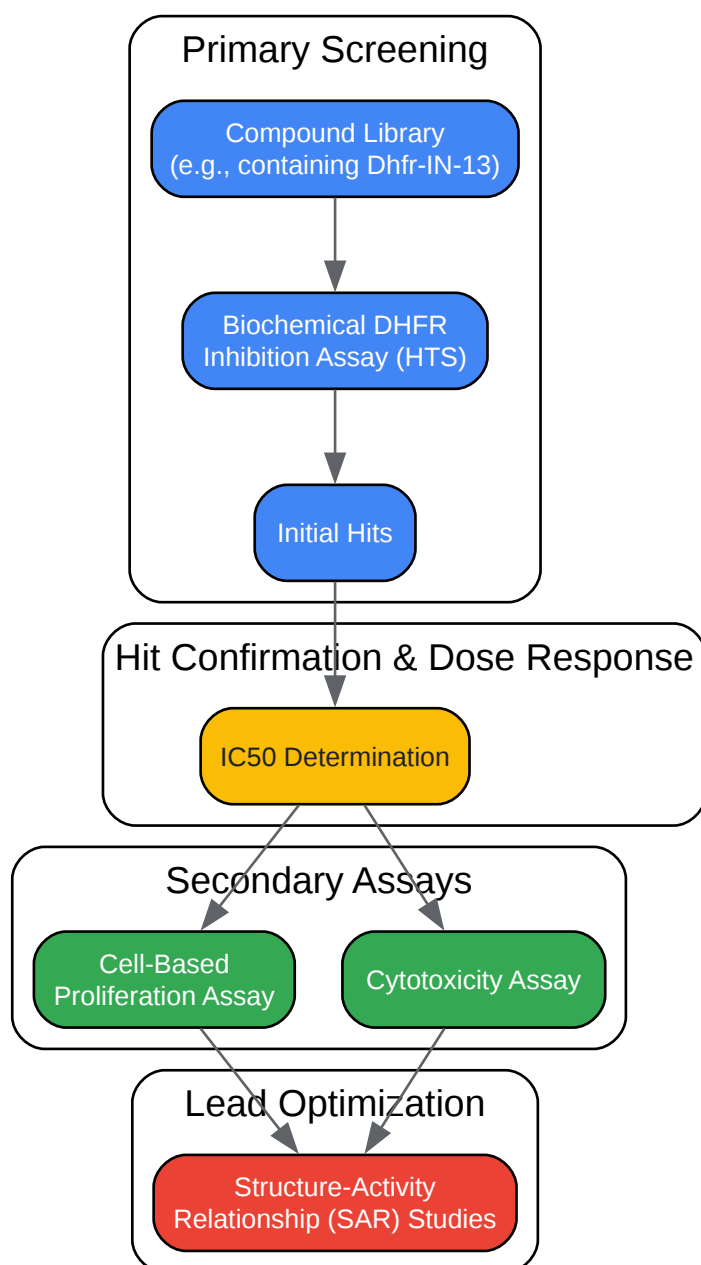 Primary Screening
Compound Library
(e.g., containing Dhfr-IN-13)
Biochemical DHFR
Inhibition Assay (HTS)
Initial Hits
Hit Confirmation & Dose Response
IC50 Determination
Secondary Assays
Cell-Based
Proliferation Assay
Cytotoxicity Assay
Lead Optimization
Structure-Activity
Relationship (SAR) Studies